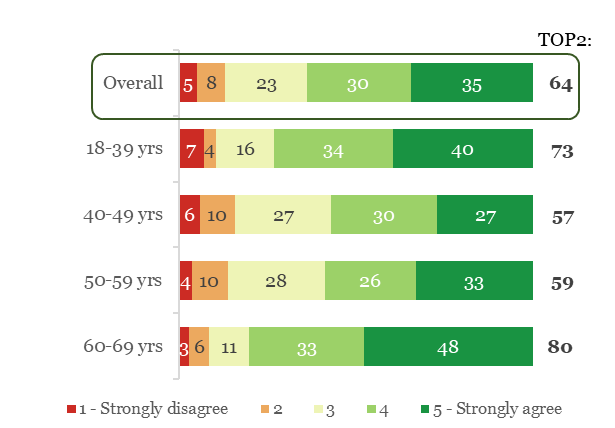 TOP2:
Overall 5 8 23 30 35 64
18-39 yrs 7 4 16 34 40 73
40-49 yrs 6 10 27 30 27 57
50-59 yrs 4 10 28 26 33 59
60-69 yrs 3 6 11 33 48 80
1 - Strongly disagree 2 3 4 5 - Strongly agree